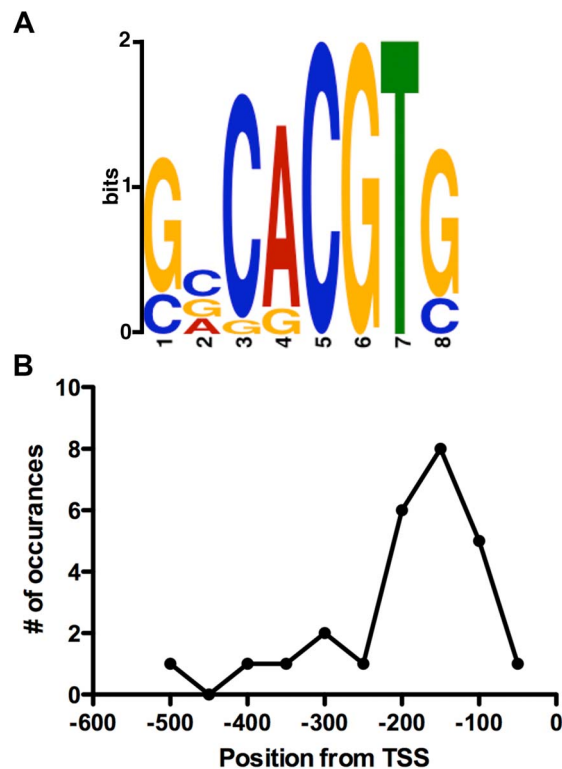 A
2
bits
1
0
G C A C G T G
C C G
G G G C
A
1 2 3 4 5 6 7 8
B
10
8
# of occurances
6
4
2
0
-600 -500 -400 -300 -200 -100 0
Position from TSS